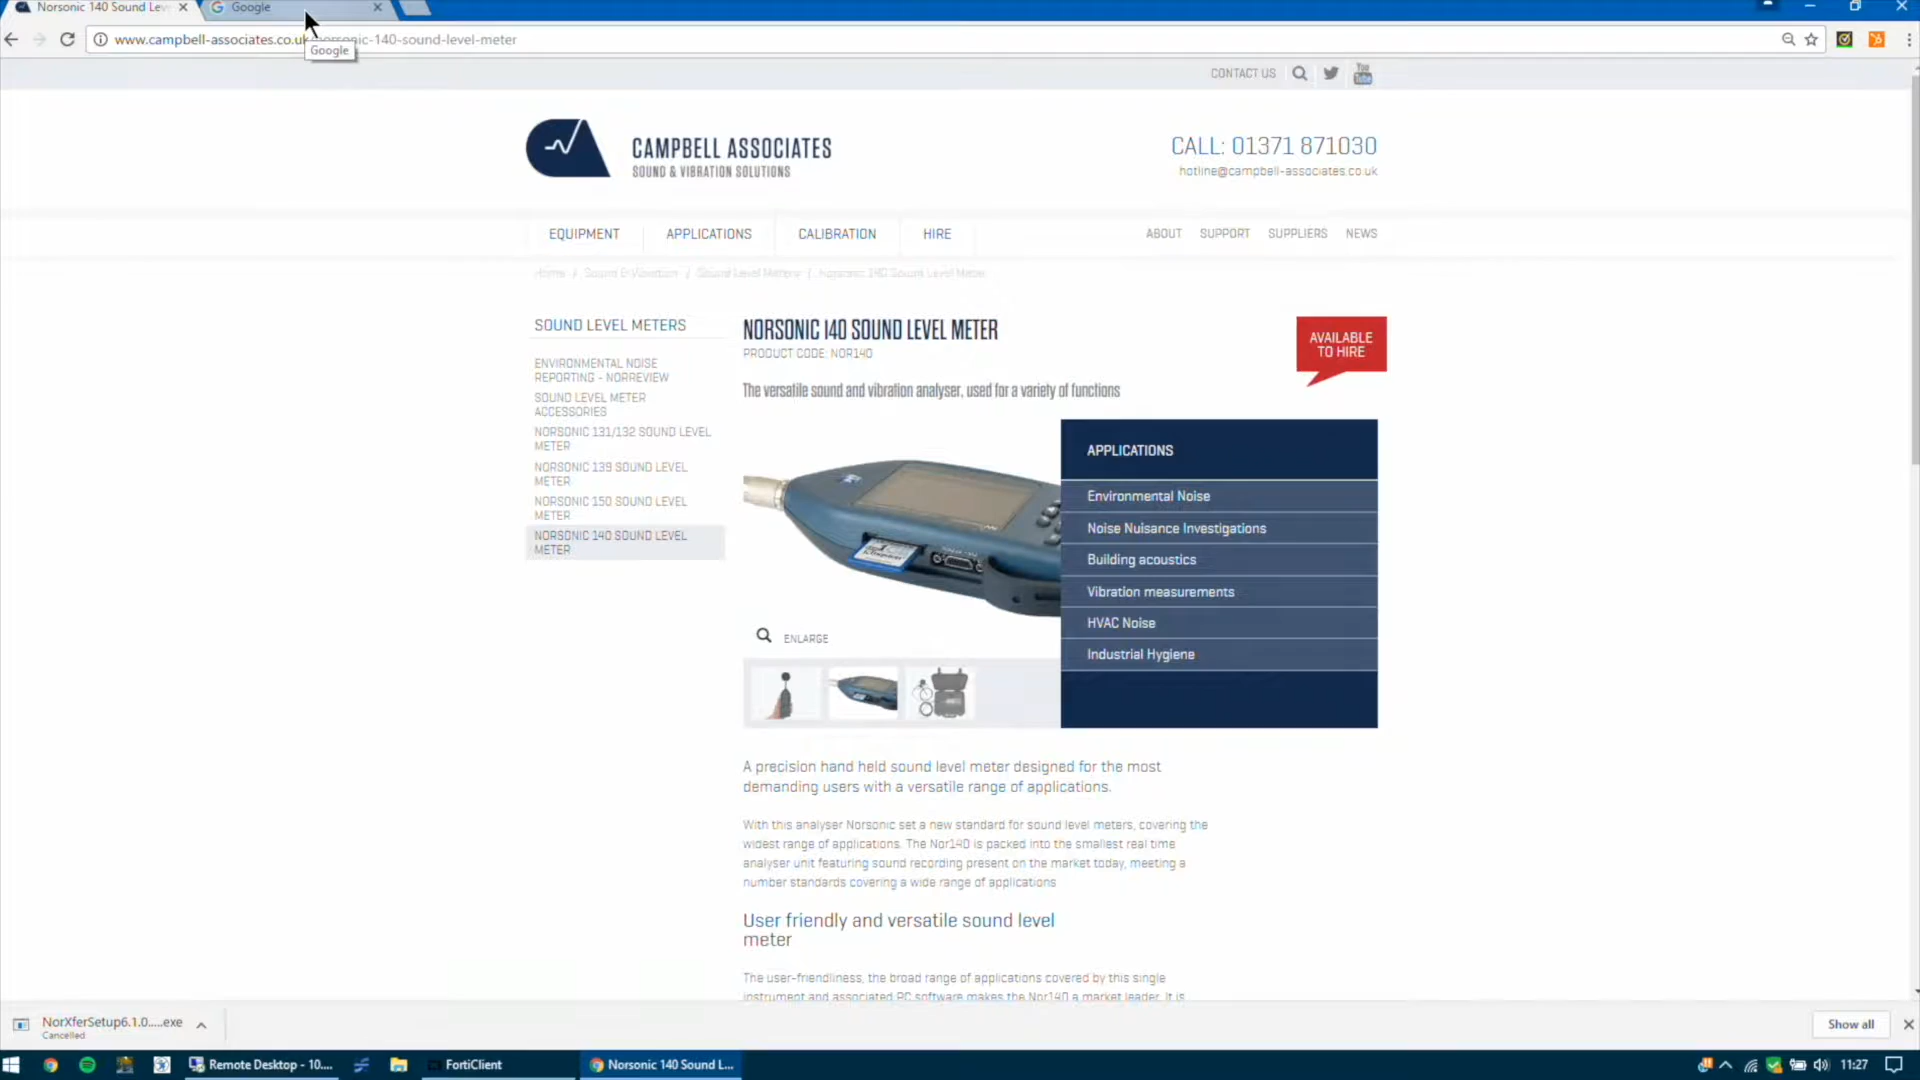 Norsonic 140 Sound Lev
Google
www.campbell-associates.co.uk/norsonic-140-sound-level-meter
Google
CONTACT US
You
Tube
CAMPBELL ASSOCIATES
SOUND & VIBRATION SOLUTIONS
CALL: 01371 871030
hotline@campbell-associates.co.uk
EQUIPMENT
APPLICATIONS
CALIBRATION
HIRE
ABOUT
SUPPORT
SUPPLIERS
NEWS
Home / Sound & Vibration / Sound Level Meters / Norsonic 140 Sound Level Meter
SOUND LEVEL METERS
ENVIRONMENTAL NOISE
REPORTING - NORREVIEW
SOUND LEVEL METER
ACCESSORIES
NORSONIC 131/132 SOUND LEVEL
METER
NORSONIC 139 SOUND LEVEL
METER
NORSONIC 150 SOUND LEVEL
METER
NORSONIC 140 SOUND LEVEL
METER
NORSONIC 140 SOUND LEVEL METER
PRODUCT CODE: NOR140
The versatile sound and vibration analyser, used for a variety of functions
AVAILABLE
TO HIRE
APPLICATIONS
Environmental Noise
Noise Nuisance Investigations
Building acoustics
Vibration measurements
HVAC Noise
Industrial Hygiene
ENLARGE
A precision hand held sound level meter designed for the most
demanding users with a versatile range of applications.
With this analyser Norsonic set a new standard for sound level meters, covering the
widest range of applications. The Nor140 is packed into the smallest real time
analyser unit featuring sound recording present on the market today, meeting a
number standards covering a wide range of applications
User friendly and versatile sound level
meter
The user-friendliness, the broad range of applications covered by this single
instrument and associated PC software makes the Nor140 a market leader. It is
NorXferSetup6.1.0.....exe
Cancelled
Show all
Remote Desktop - 10....
FortiClient
Norsonic 140 Sound L...
11:27